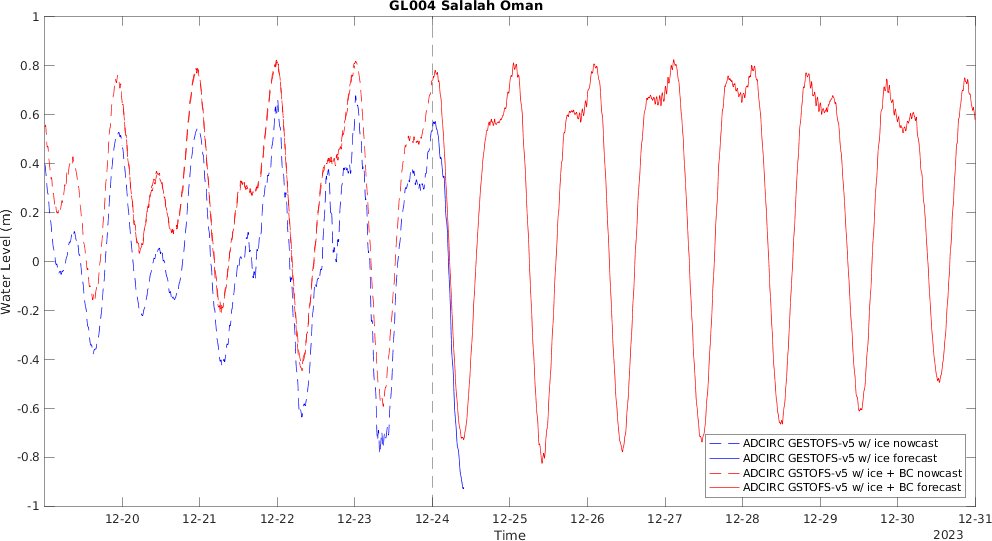 GL004 Salalah Oman
1
0.8
0.6
0.4
0.2
0
-0.2
-0.4
-0.6
-0.8
-1
Water Level (m)
12-20 12-21 12-22 12-23 12-24 12-25 12-26 12-27 12-28 12-29 12-30 12-31
Time
2023
ADCIRC GESTOFS-v5 w/ ice nowcast
ADCIRC GESTOFS-v5 w/ ice forecast
ADCIRC GSTOFS-v5 w/ ice + BC nowcast
ADCIRC GSTOFS-v5 w/ ice + BC forecast